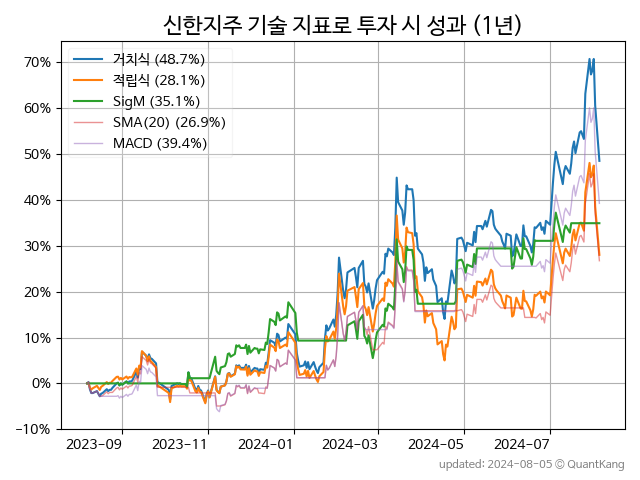 신한지주 기술 지표로 투자 시 성과 (1년)
거치식 (48.7%)
적립식 (28.1%)
SigM (35.1%)
SMA(20) (26.9%)
MACD (39.4%)
70%
60%
50%
40%
30%
20%
10%
0%
−10%
2023-09 2023-11 2024-01 2024-03 2024-05 2024-07
updated: 2024-08-05 © QuantKang